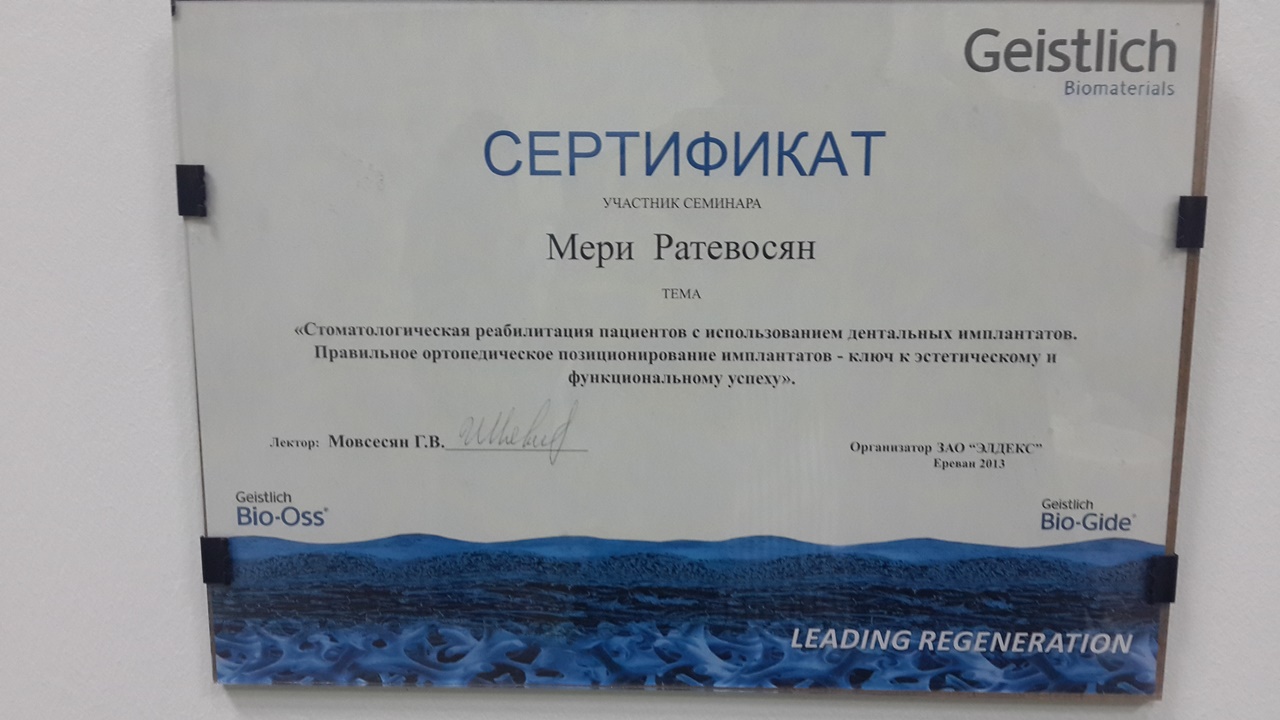 Geistlich
Biomaterials
СЕРТИФИКАТ
УЧАСТНИК СЕМИНАРА
Мери Ратевосян
ТЕМА
«Стоматологическая реабилитация пациентов с использованием дентальных имплантатов.
Правильное ортопедическое позиционирование имплантатов - ключ к эстетическому и
функциональному успеху».
Лектор: Мовсесян Г.В.
Организатор ЗАО “ЭЛДЕКС”
Ереван 2013
Geistlich
Bio-Oss®
Geistlich
Bio-Gide®
LEADING REGENERATION